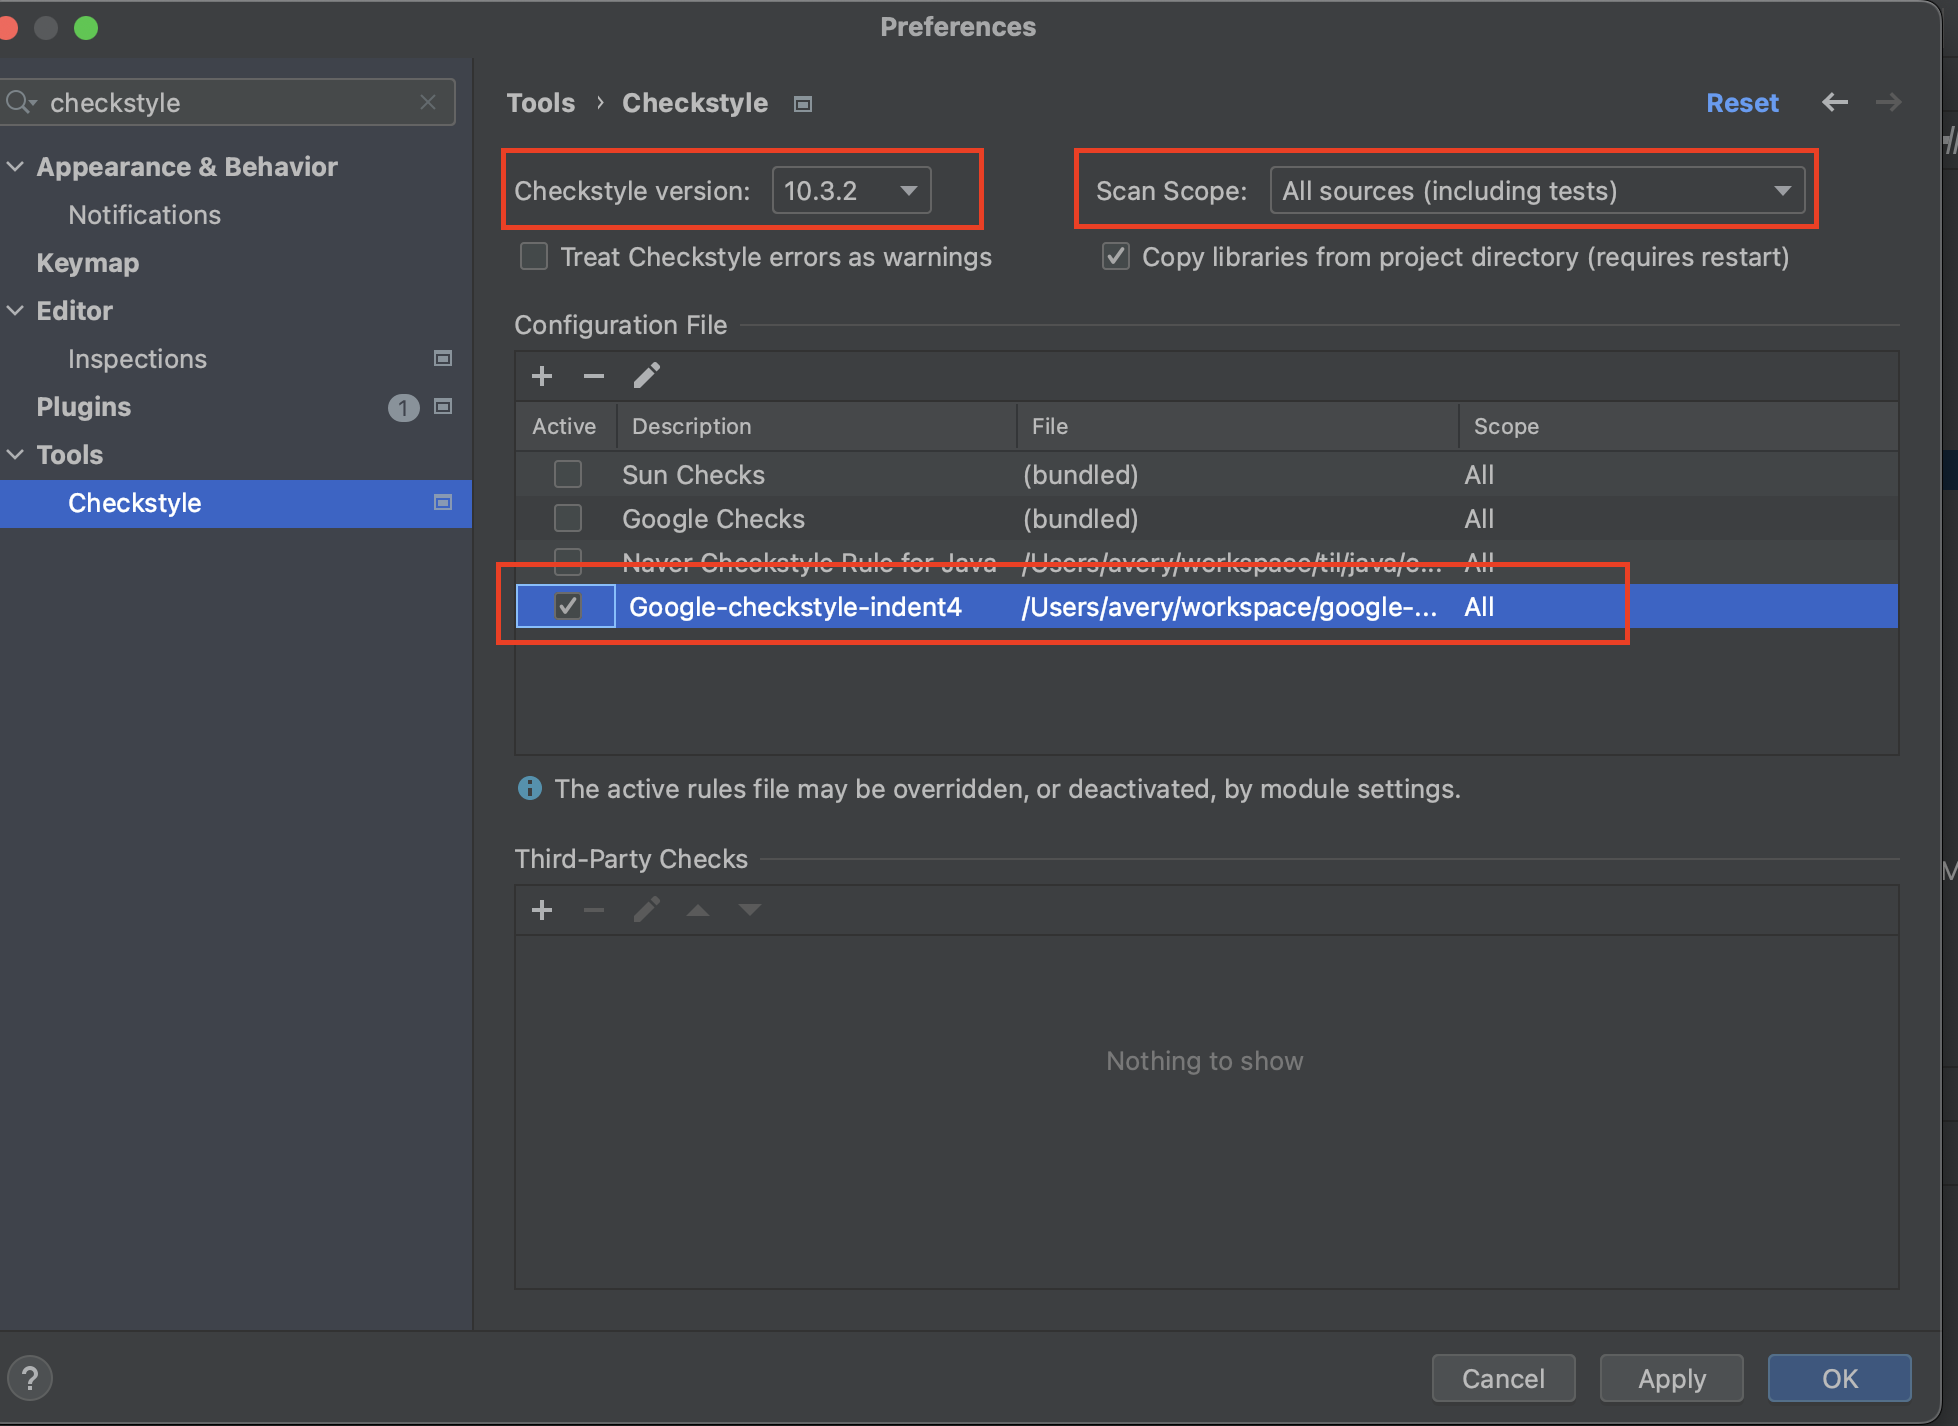 Preferences
checkstyle
Appearance & Behavior
Notifications
Keymap
Editor
Inspections
Plugins 1
Tools
Checkstyle
Tools › Checkstyle
Reset
Checkstyle version: 10.3.2
Scan Scope: All sources (including tests)
Treat Checkstyle errors as warnings
Copy libraries from project directory (requires restart)
Configuration File
Active Description File Scope
Sun Checks (bundled) All
Google Checks (bundled) All
Naver Checkstyle Rule for Java /Users/avery/workspace/til/java/c... All
Google-checkstyle-indent4 /Users/avery/workspace/google-... All
The active rules file may be overridden, or deactivated, by module settings.
Third-Party Checks
Nothing to show
?
Cancel Apply OK